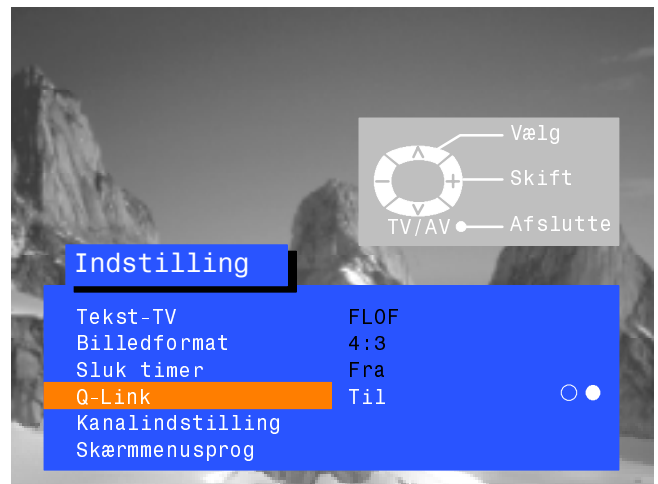 Vælg
Skift
TV/AV Afslutte
Indstilling
Tekst-TV FLOF
Billedformat 4:3
Sluk timer Fra
Q-Link Til
Kanalindstilling
Skærmmenusprog